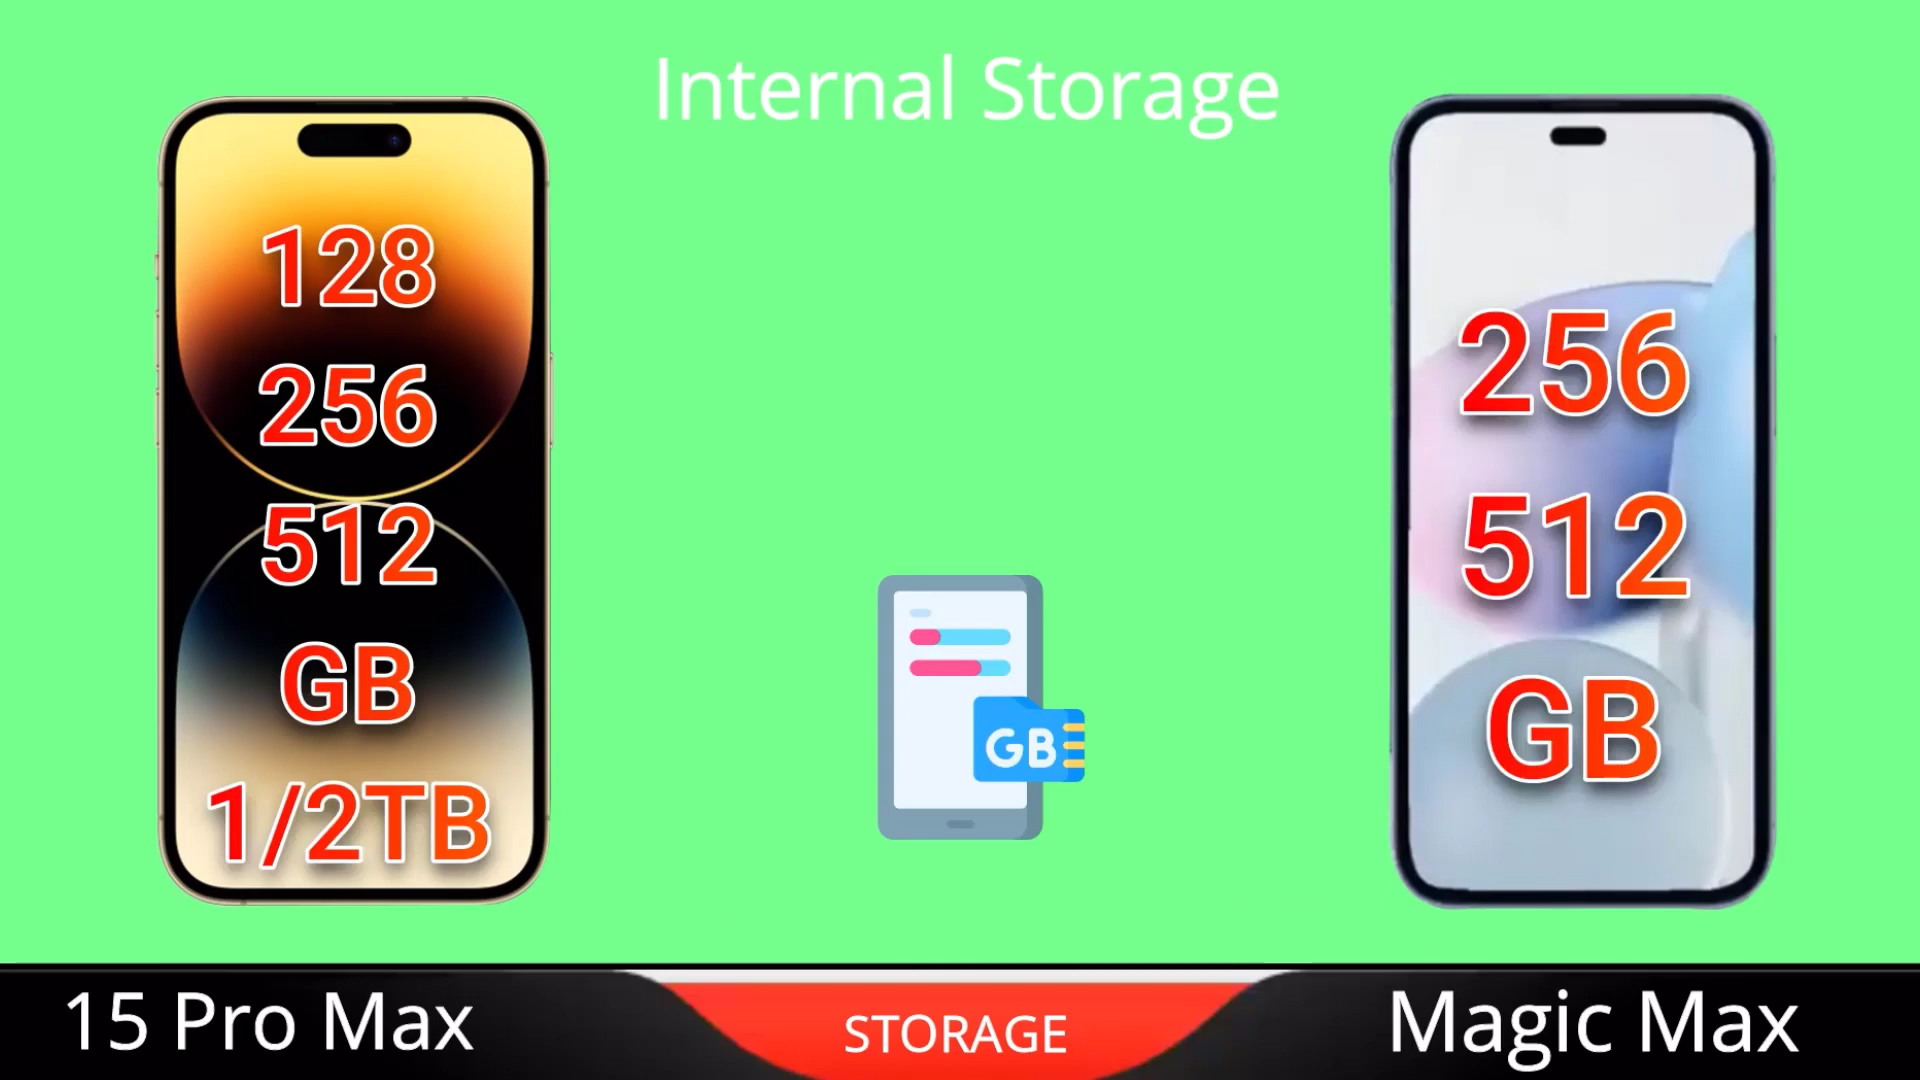 Internal Storage
128
256
512
GB
1/2TB
256
512
GB
GB
15 Pro Max
STORAGE
Magic Max